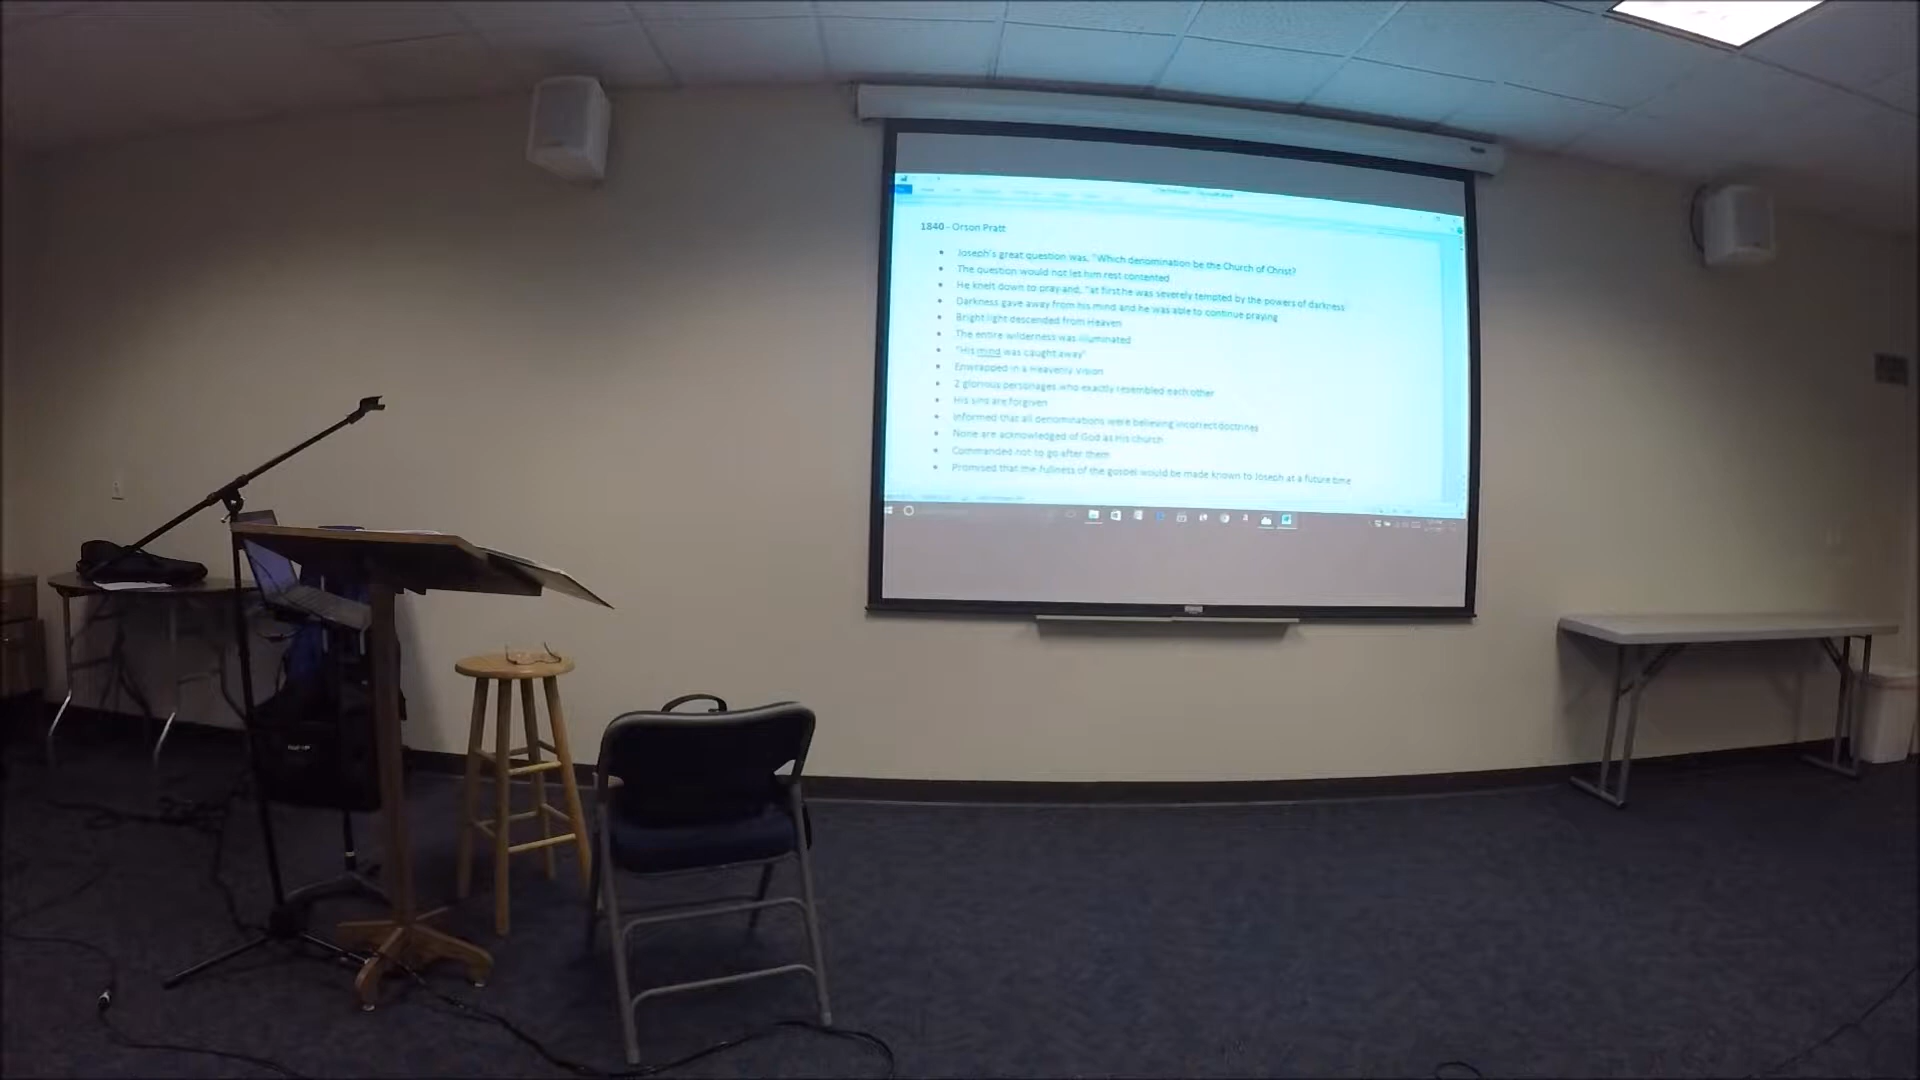 1840 - Orson Pratt
Joseph's great question was, "Which denomination be the Church of Christ?
The question would not let him rest contented
He knelt down to pray and, "at first he was severely tempted by the powers of darkness
Darkness gave away from his mind and he was able to continue praying
Bright light descended from Heaven
The entire wilderness was illuminated
"His mind was caught away"
Enwrapped in a Heavenly Vision
2 glorious personages who exactly resembled each other
His sins are forgiven
Informed that all denominations were believing incorrect doctrines
None are acknowledged of God as His church
Commanded not to go after them
Promised that the fullness of the gospel would be made known to Joseph at a future time